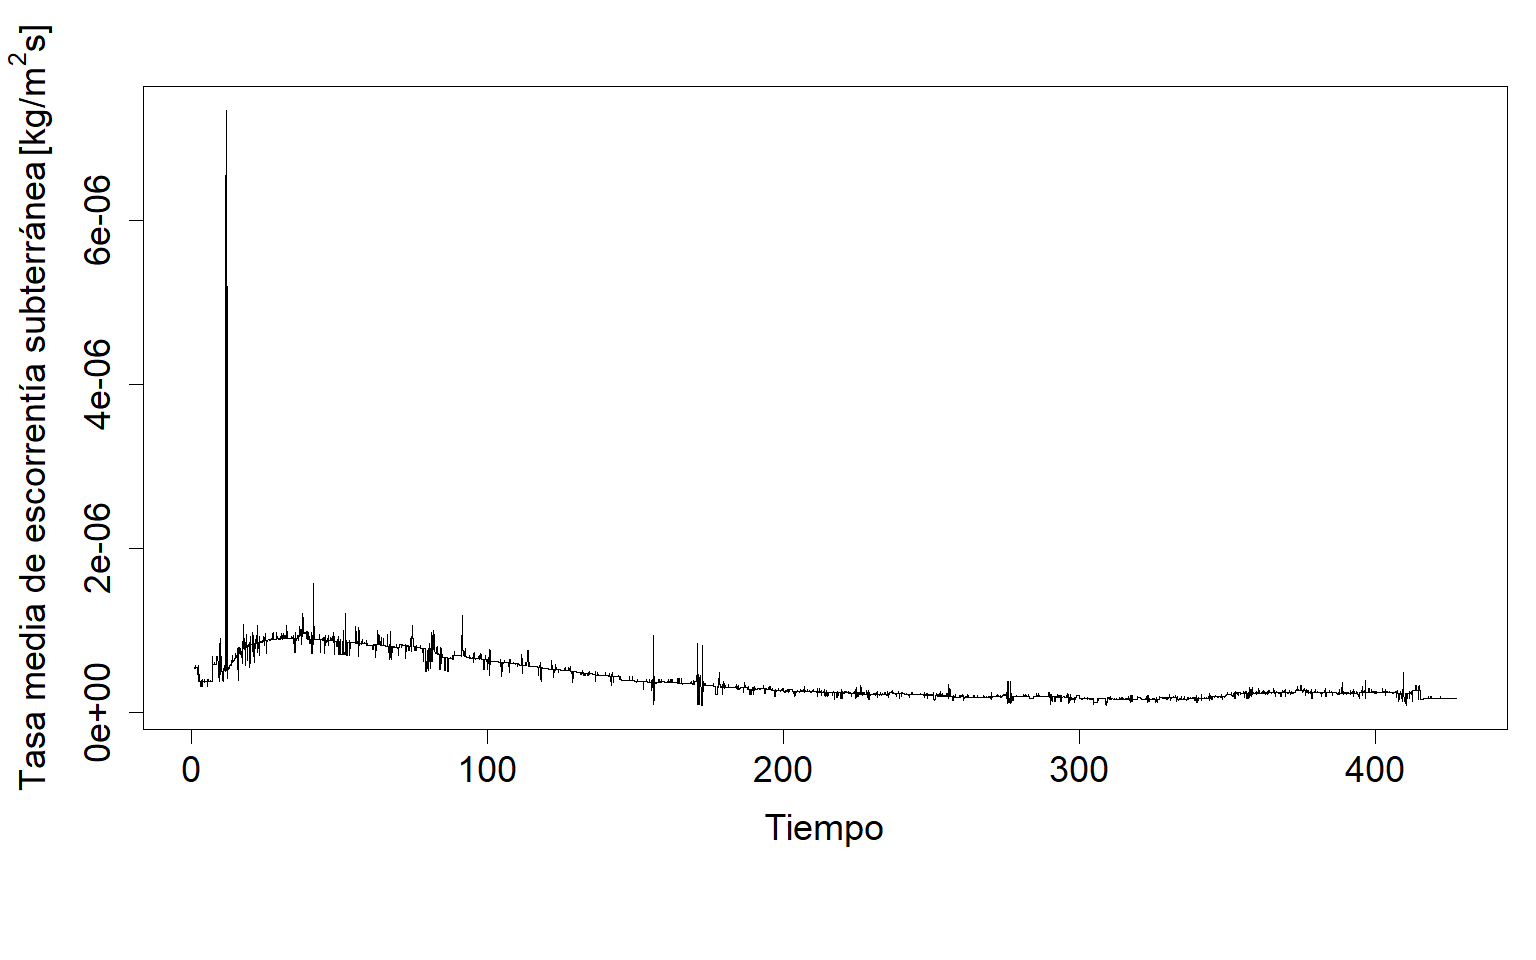 Tasa media de escorrentía subterránea[kg/m²s]
6e-06
4e-06
2e-06
0e+00
0 100 200 300 400
Tiempo